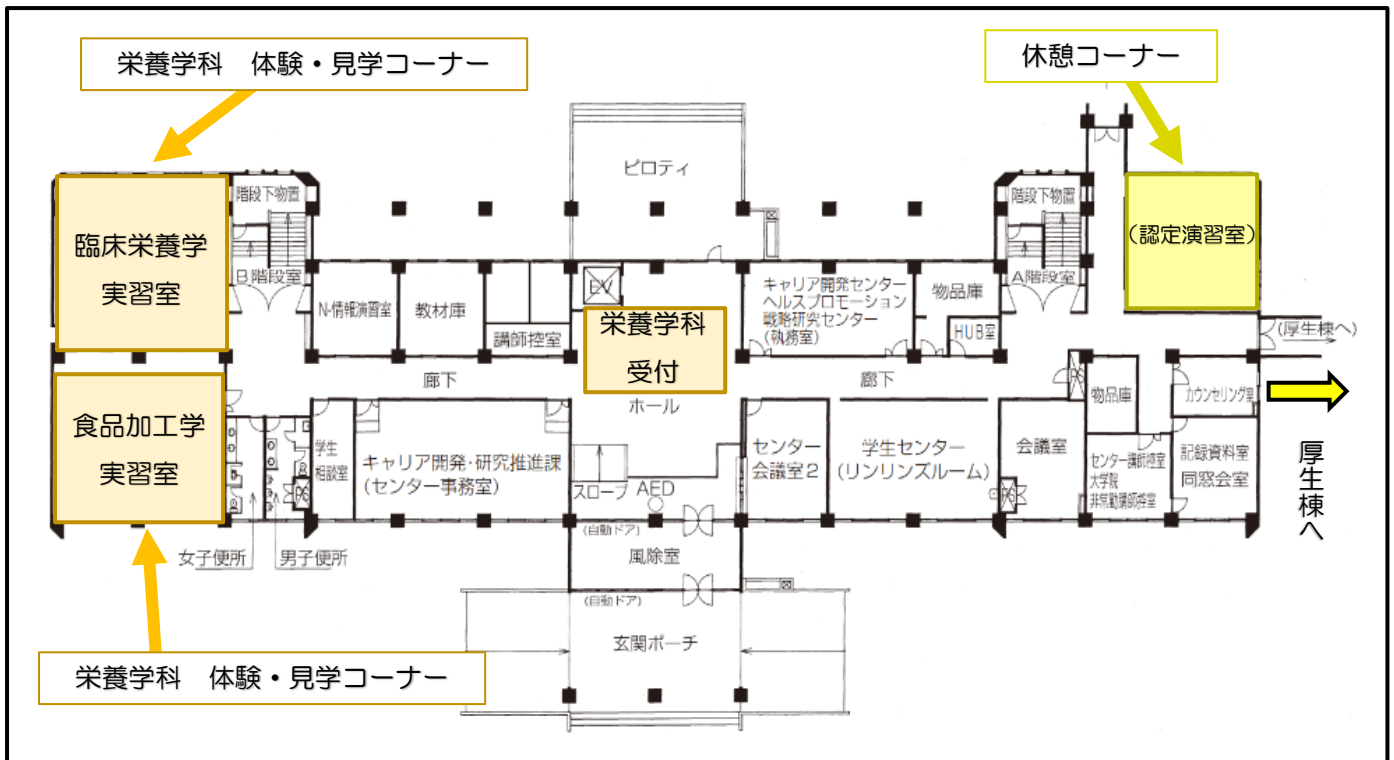 栄養学科　体験・見学コーナー
休憩コーナー
ピロティ
階段下物置
階段下物置
臨床栄養学
実習室
(認定演習室)
B階段室
A階段室
N-情報演習室
教材庫
講師控室
EV
キャリア開発センター
ヘルスプロモーション
戦略研究センター
(執務室)
物品庫
HUB室
栄養学科
受付
(厚生棟へ)
廊下
廊下
ホール
PS
物品庫
カウンセリング室
食品加工学
実習室
学生
相談室
キャリア開発・研究推進課
(センター事務室)
スロープ
AED
センター
会議室2
学生センター
(リンリンズルーム)
会議室
センター講師控室
大学院
非常勤講師控室
記録資料室
同窓会室
厚生棟へ
PS
PS
女子便所
男子便所
(自動ドア)
風除室
(自動ドア)
玄関ポーチ
栄養学科　体験・見学コーナー